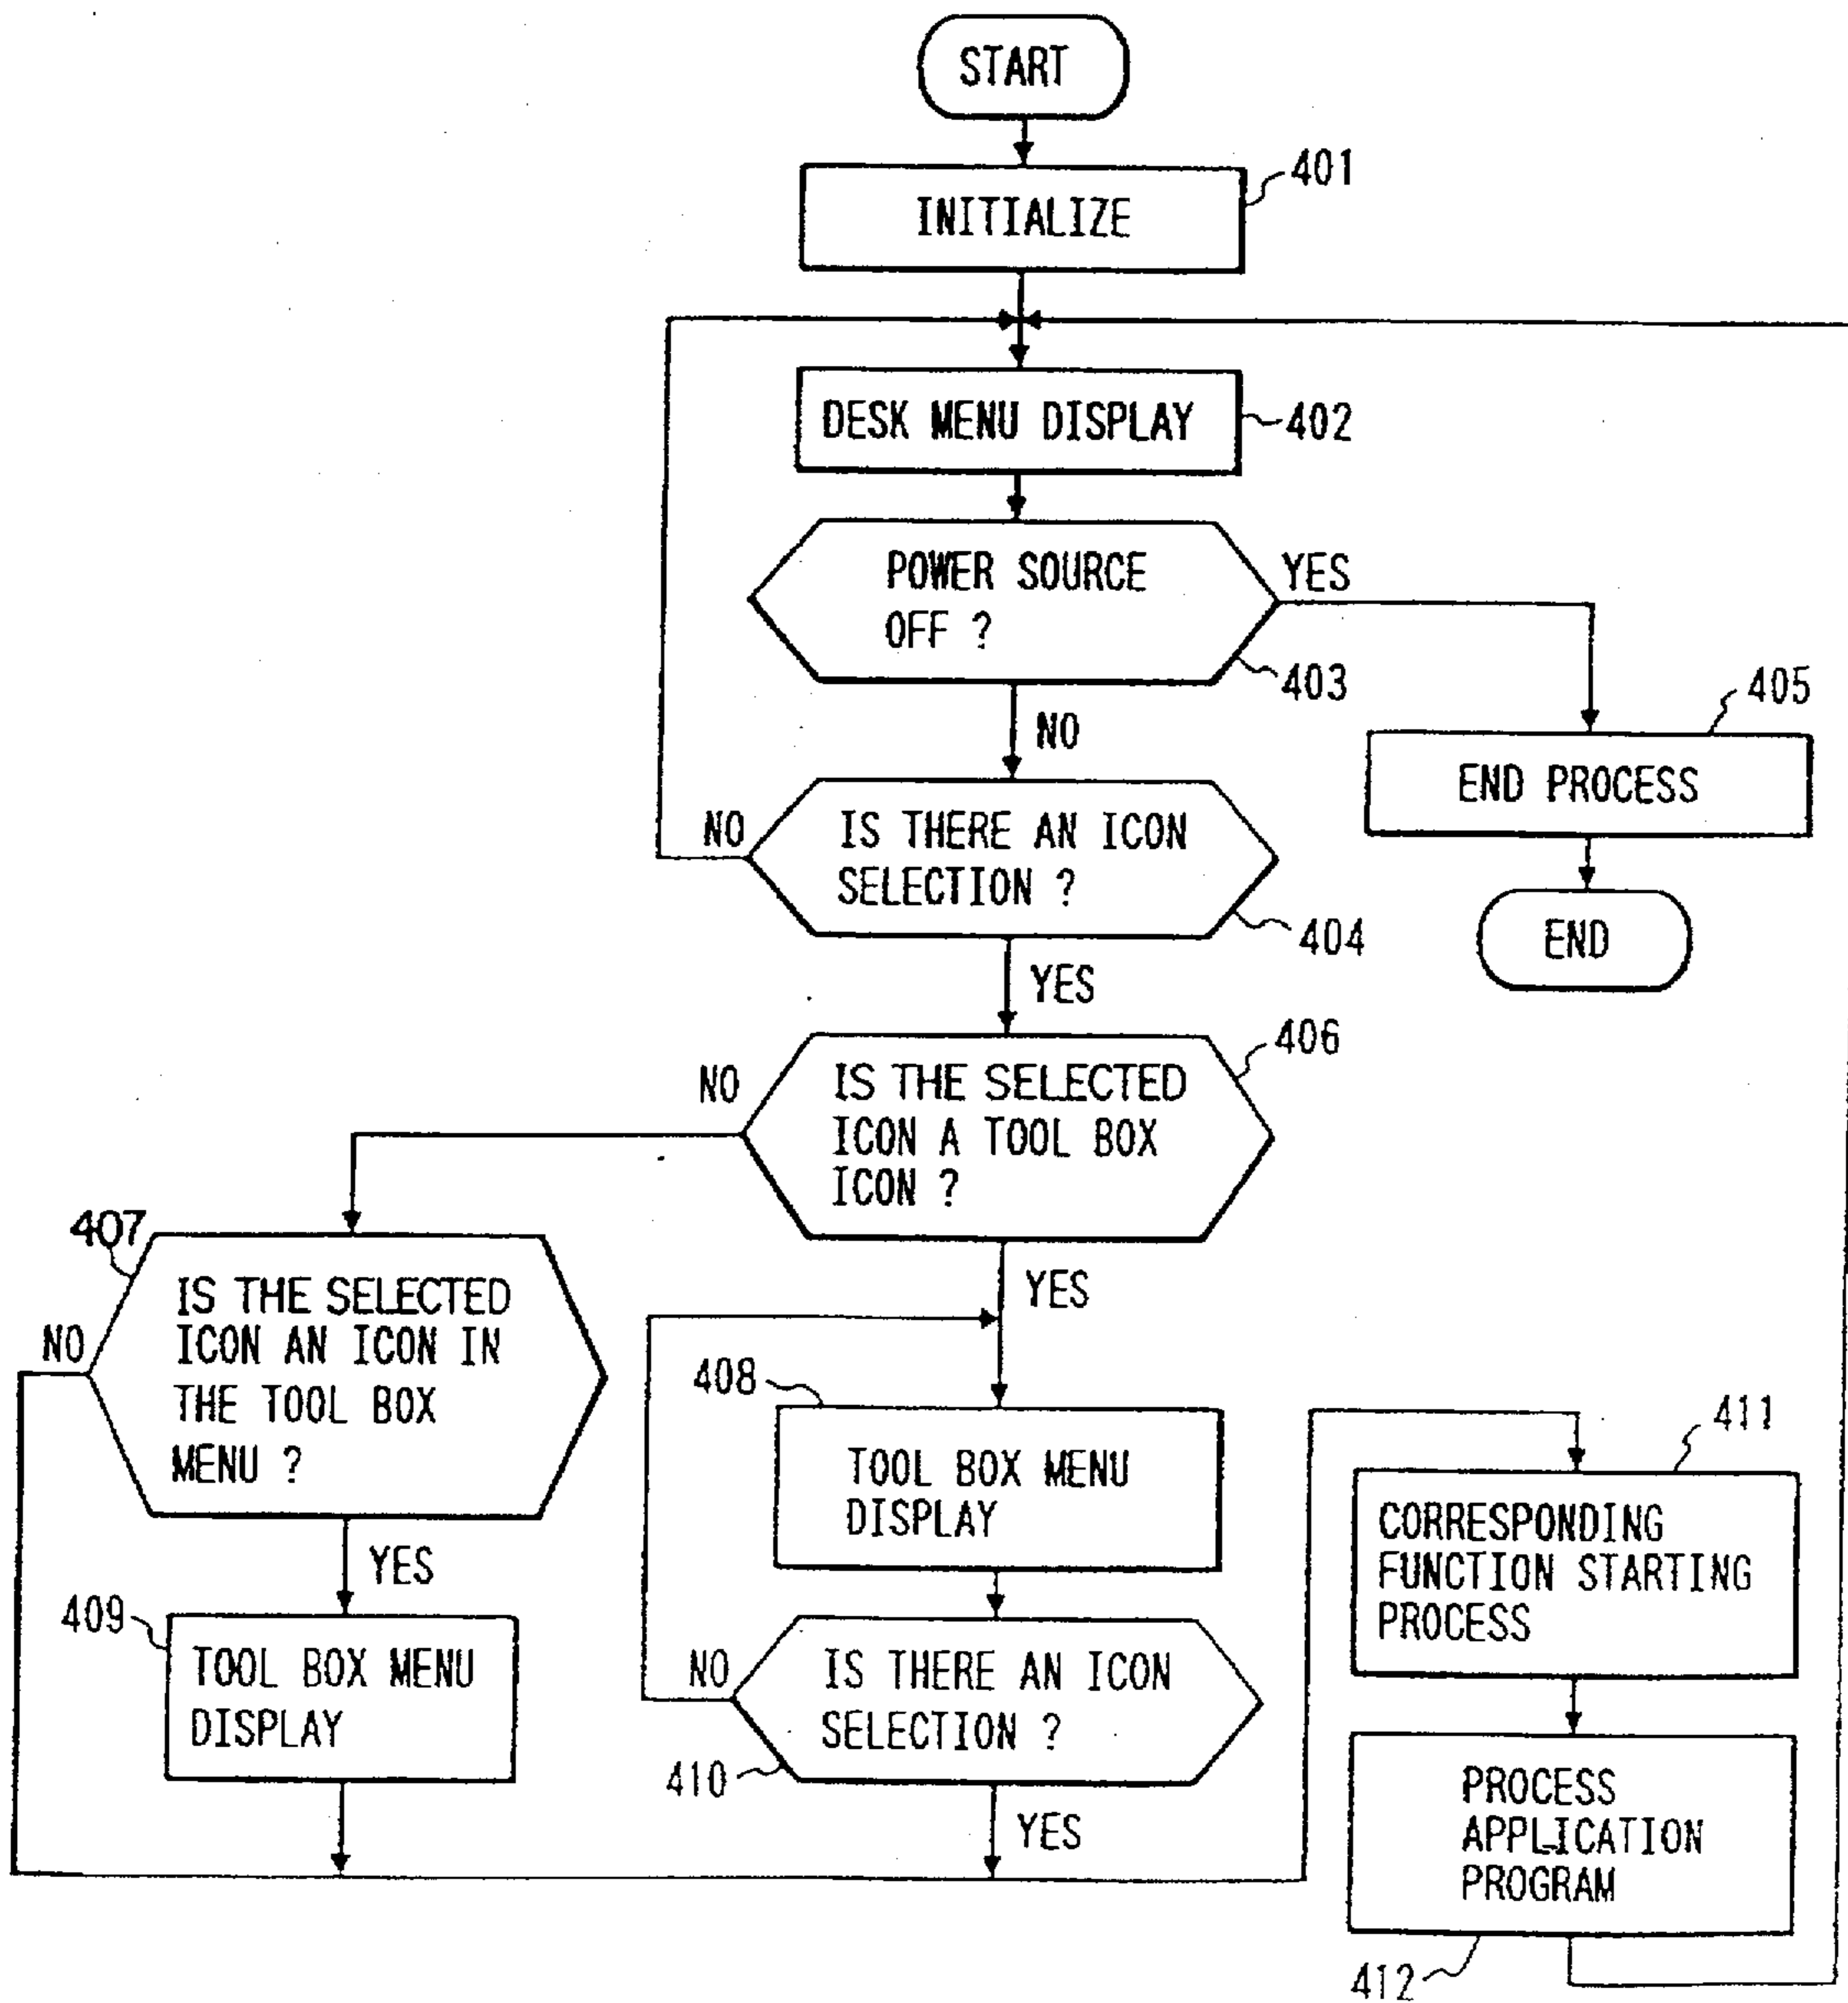 START
401
INITIALIZE
DESK MENU DISPLAY
402
POWER SOURCE
OFF ?
YES
403
NO
405
END PROCESS
END
NO
IS THERE AN ICON
SELECTION ?
404
YES
406
NO
IS THE SELECTED
ICON A TOOL BOX
ICON ?
YES
407
NO
IS THE SELECTED
ICON AN ICON IN
THE TOOL BOX
MENU ?
YES
409
TOOL BOX MENU
DISPLAY
408
TOOL BOX MENU
DISPLAY
NO
IS THERE AN ICON
SELECTION ?
410
YES
411
CORRESPONDING
FUNCTION STARTING
PROCESS
PROCESS
APPLICATION
PROGRAM
412